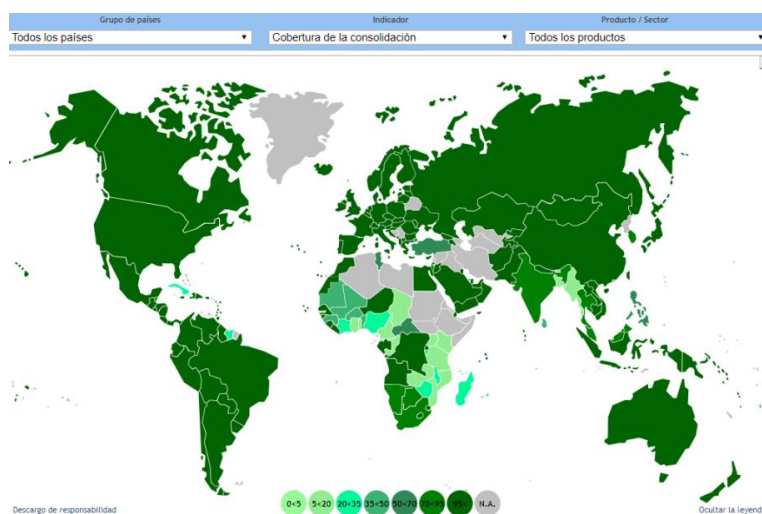 Grupo de países
Indicador
Producto / Sector
Todos los países
Cobertura de la consolidación
Todos los productos
0<5
5<20
20<35
35<50
50<70
70<95
95<
N.A.
Descargo de responsabilidad
Ocultar la leyend